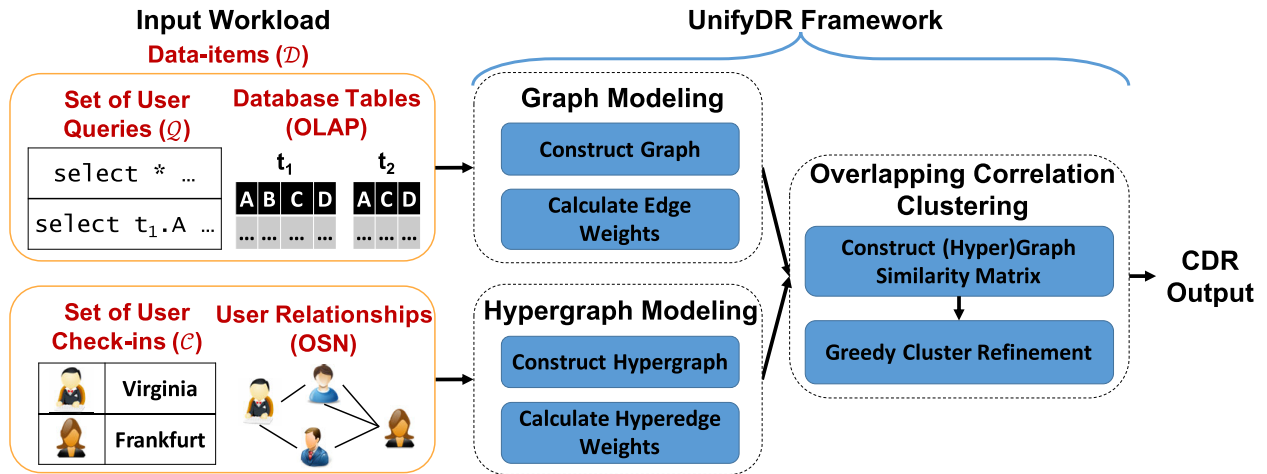 Input Workload
UnifyDR Framework
Data-items (𝒟)
Set of User
Queries (𝒬)
Database Tables
(OLAP)
select * …
select t₁.A …
t₁
t₂
A B C D
A C D
... ... ... ...
... ... ...
Graph Modeling
Construct Graph
Calculate Edge
Weights
Set of User
Check-ins (𝒞)
User Relationships
(OSN)
Virginia
Frankfurt
Hypergraph Modeling
Construct Hypergraph
Calculate Hyperedge
Weights
Overlapping Correlation
Clustering
Construct (Hyper)Graph
Similarity Matrix
Greedy Cluster Refinement
CDR
Output